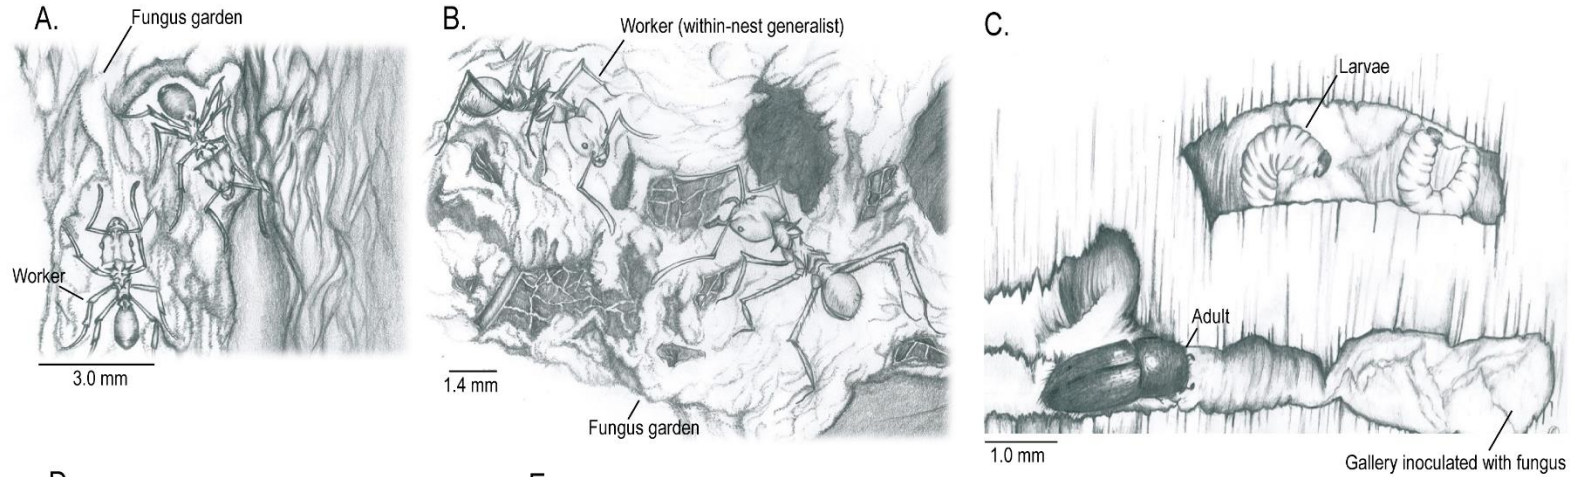 A.
Fungus garden
Worker
3.0 mm
B.
Worker (within-nest generalist)
1.4 mm
Fungus garden
C.
Larvae
Adult
1.0 mm
Gallery inoculated with fungus